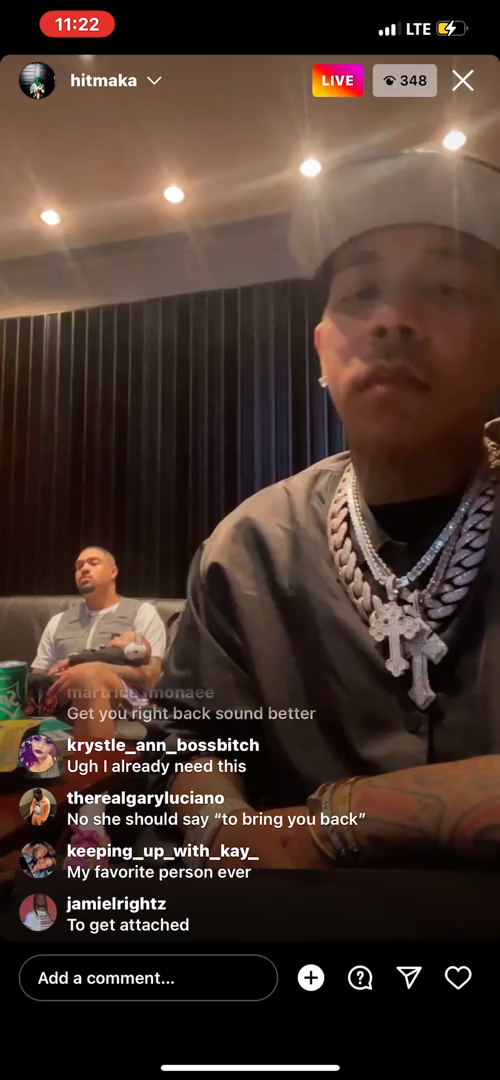 11:22
LTE
hitmaka
LIVE
348
martrice_monaee
Get you right back sound better
krystle_ann_bossbitch
Ugh I already need this
therealgaryluciano
No she should say “to bring you back”
keeping_up_with_kay_
My favorite person ever
jamielrightz
To get attached
Add a comment...